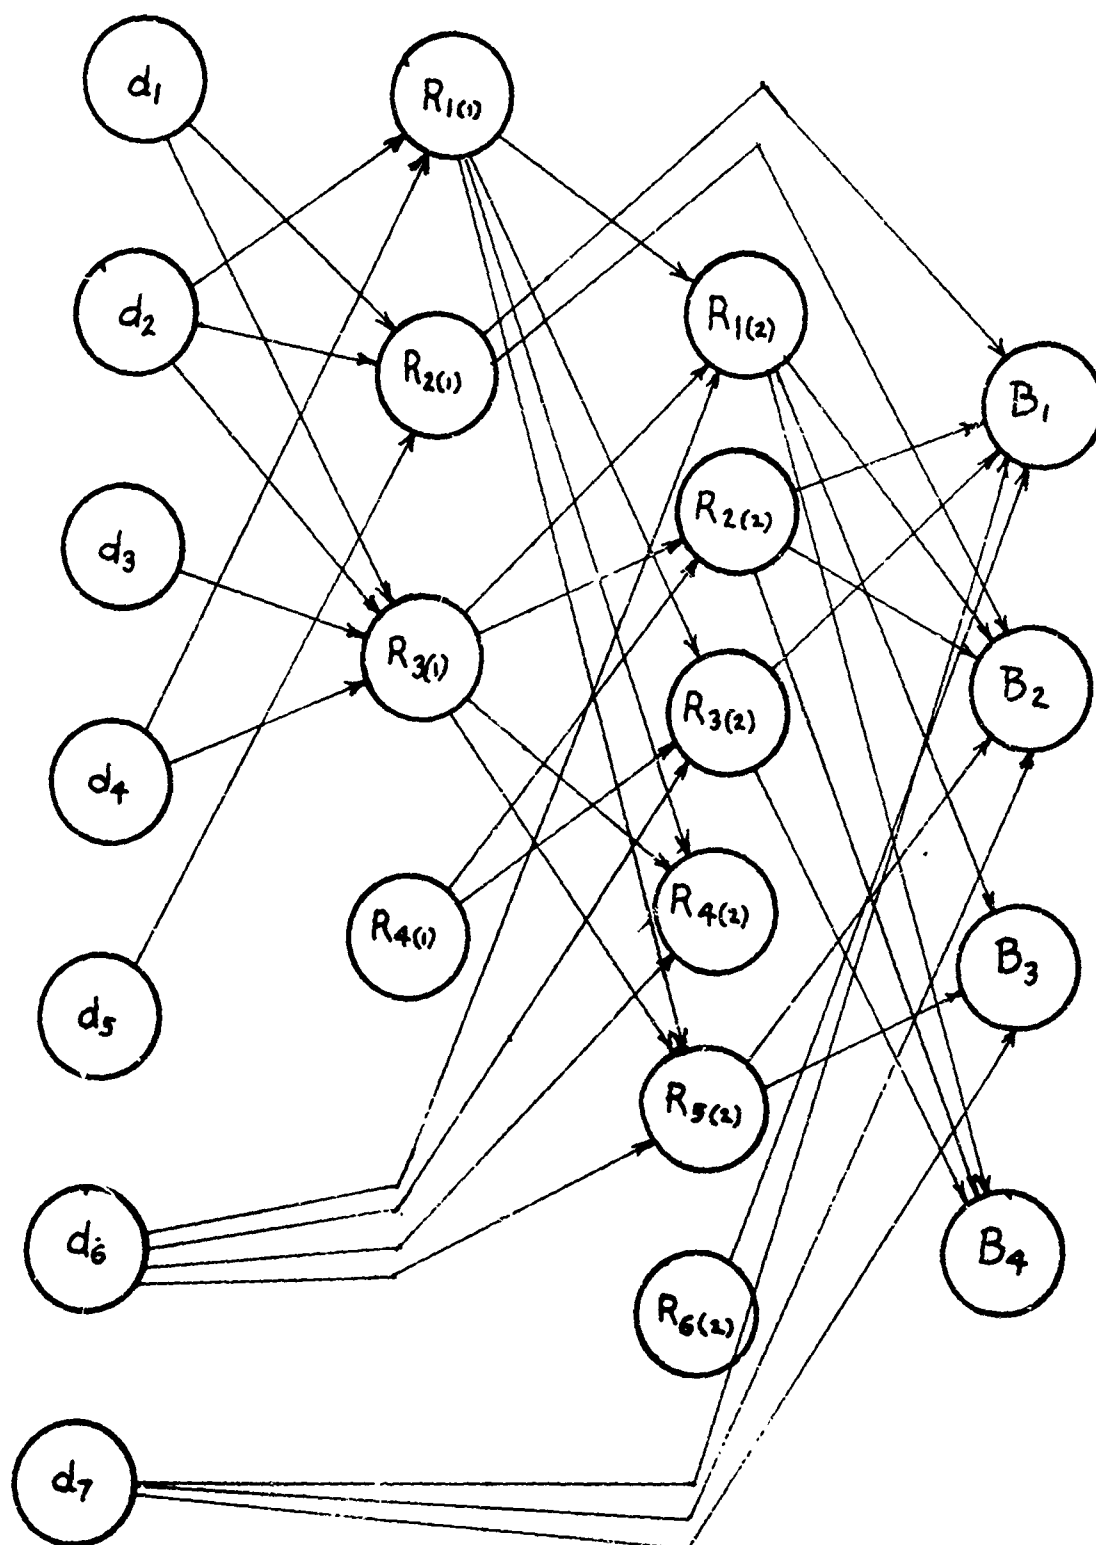 d₁
d₂
d₃
d₄
d₅
d₆
d₇
R₁₍₁₎
R₂₍₁₎
R₃₍₁₎
R₄₍₁₎
R₁₍₂₎
R₂₍₂₎
R₃₍₂₎
R₄₍₂₎
R₅₍₂₎
R₆₍₂₎
B₁
B₂
B₃
B₄